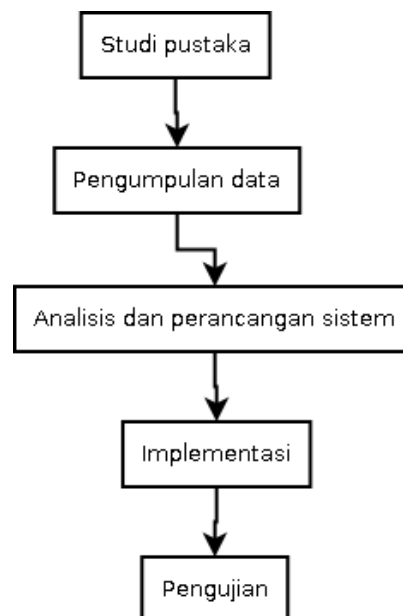 Studi pustaka
Pengumpulan data
Analisis dan perancangan sistem
Implementasi
Pengujian